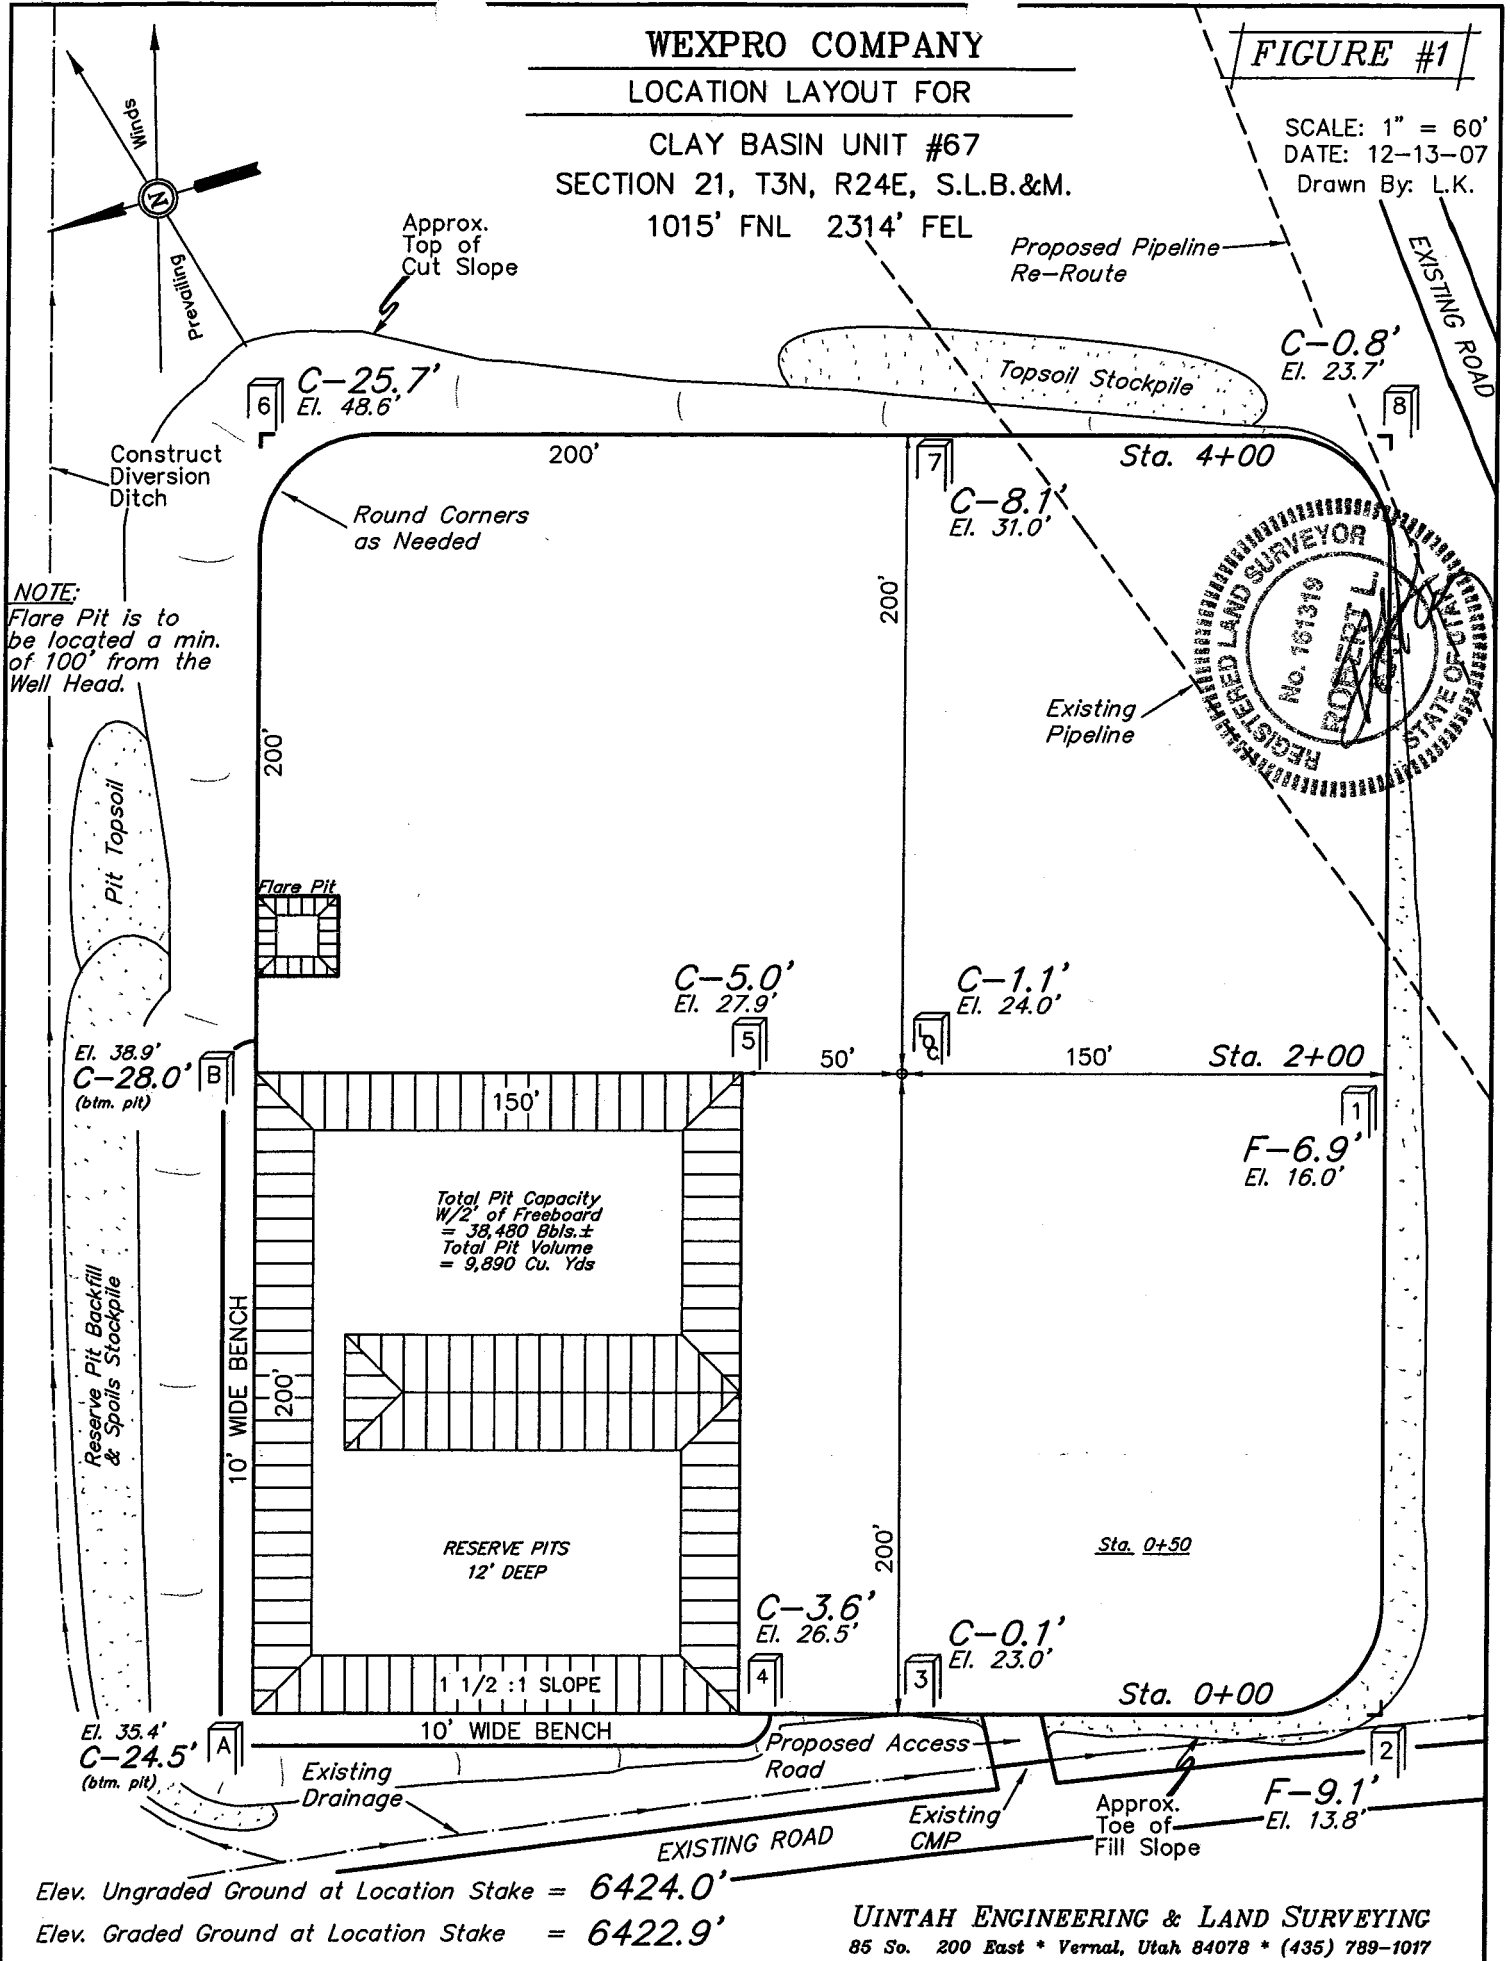 WEXPRO COMPANY
LOCATION LAYOUT FOR
CLAY BASIN UNIT #67
SECTION 21, T3N, R24E, S.L.B.&M.
1015' FNL 2314' FEL
FIGURE #1
SCALE: 1" = 60'
DATE: 12-13-07
Drawn By: L.K.
Winds
N
Prevailing
Approx.
Top of
Cut Slope
Proposed Pipeline
Re-Route
EXISTING ROAD
C-0.8'
El. 23.7'
8
Topsoil Stockpile
C-25.7'
El. 48.6'
6
Construct
Diversion
Ditch
200'
7
Sta. 4+00
C-8.1'
El. 31.0'
Round Corners
as Needed
REGISTERED LAND SURVEYOR
No. 161319
ROBERT L.
STATE OF UTAH
NOTE:
Flare Pit is to
be located a min.
of 100' from the
Well Head.
200'
200'
Existing
Pipeline
Pit Topsoil
Flare Pit
C-5.0'
El. 27.9'
5
C-1.1'
El. 24.0'
LOC
El. 38.9'
C-28.0'
(btm. pit)
B
50'
150'
Sta. 2+00
150'
1
F-6.9'
El. 16.0'
Total Pit Capacity
W/2' of Freeboard
= 38,480 Bbls.±
Total Pit Volume
= 9,890 Cu. Yds
Reserve Pit Backfill
& Spoils Stockpile
10' WIDE BENCH
200'
RESERVE PITS
12' DEEP
200'
Sta. 0+50
C-3.6'
El. 26.5'
4
C-0.1'
El. 23.0'
3
1 1/2 :1 SLOPE
Sta. 0+00
El. 35.4'
C-24.5'
(btm. pit)
A
10' WIDE BENCH
Proposed Access
Road
2
F-9.1'
El. 13.8'
Existing
Drainage
Existing
CMP
Approx.
Toe of
Fill Slope
EXISTING ROAD
Elev. Ungraded Ground at Location Stake = 6424.0'
Elev. Graded Ground at Location Stake = 6422.9'
UINTAH ENGINEERING & LAND SURVEYING
85 So. 200 East * Vernal, Utah 84078 * (435) 789-1017